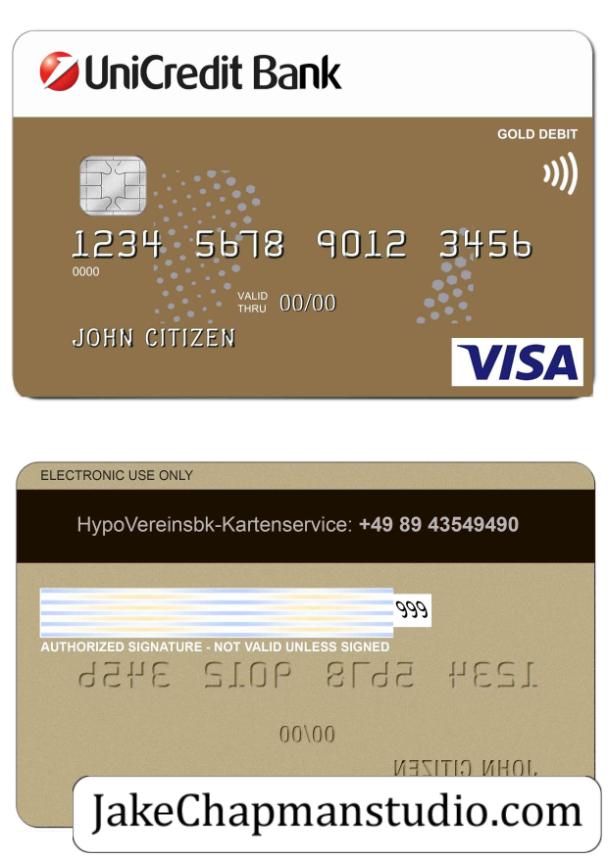 UniCredit Bank
GOLD DEBIT
1234 5678 9012 3456
0000
VALID THRU 00/00
JOHN CITIZEN
VISA
ELECTRONIC USE ONLY
HypoVereinsbk-Kartenservice: +49 89 43549490
999
AUTHORIZED SIGNATURE - NOT VALID UNLESS SIGNED
1234 5678 9012 3456
00/00
JOHN CITIZEN
JakeChapmanstudio.com